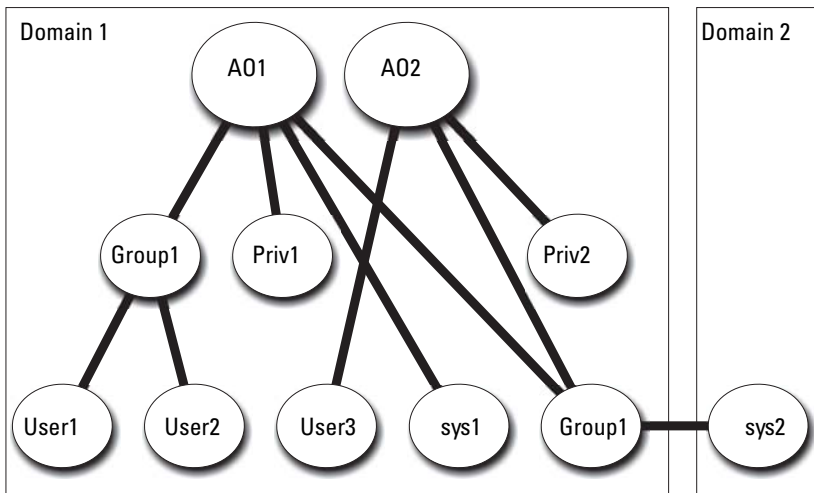 Domain 1
Domain 2
AO1
AO2
Group1
Priv1
Priv2
User1
User2
User3
sys1
Group1
sys2